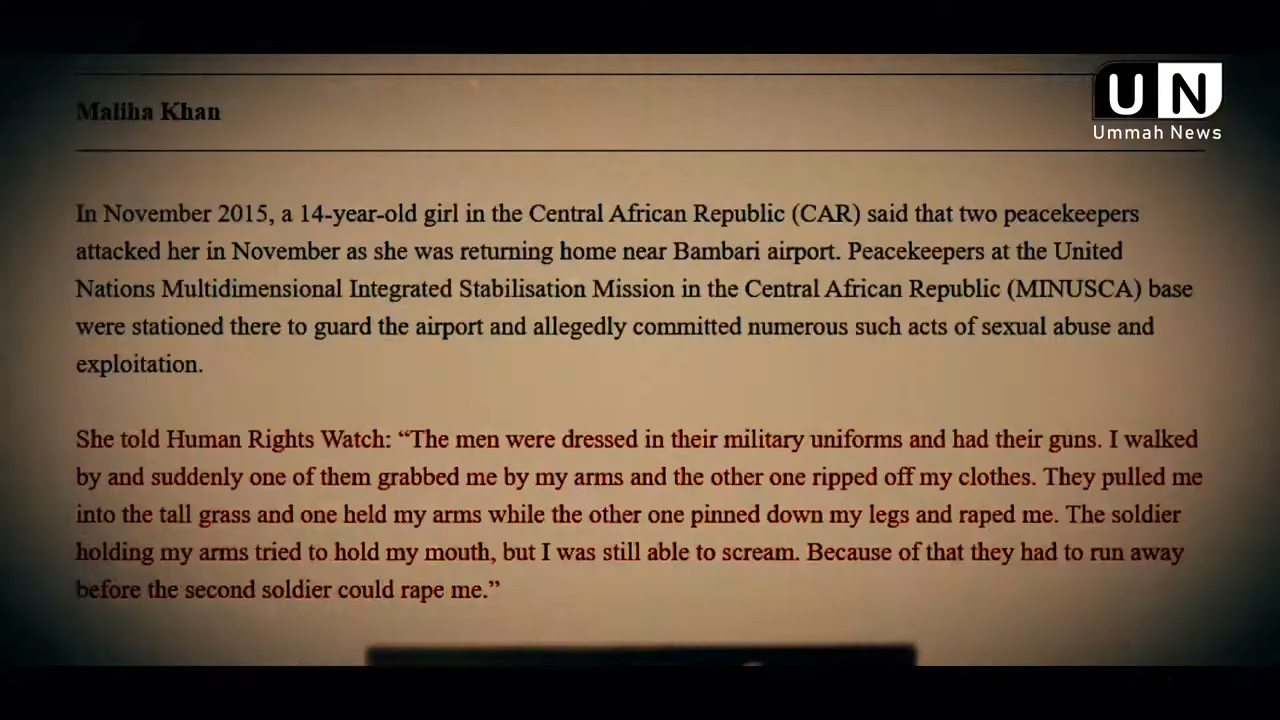 UN
Ummah News
Maliha Khan
In November 2015, a 14-year-old girl in the Central African Republic (CAR) said that two peacekeepers
attacked her in November as she was returning home near Bambari airport. Peacekeepers at the United
Nations Multidimensional Integrated Stabilisation Mission in the Central African Republic (MINUSCA) base
were stationed there to guard the airport and allegedly committed numerous such acts of sexual abuse and
exploitation.
She told Human Rights Watch: “The men were dressed in their military uniforms and had their guns. I walked
by and suddenly one of them grabbed me by my arms and the other one ripped off my clothes. They pulled me
into the tall grass and one held my arms while the other one pinned down my legs and raped me. The soldier
holding my arms tried to hold my mouth, but I was still able to scream. Because of that they had to run away
before the second soldier could rape me.”